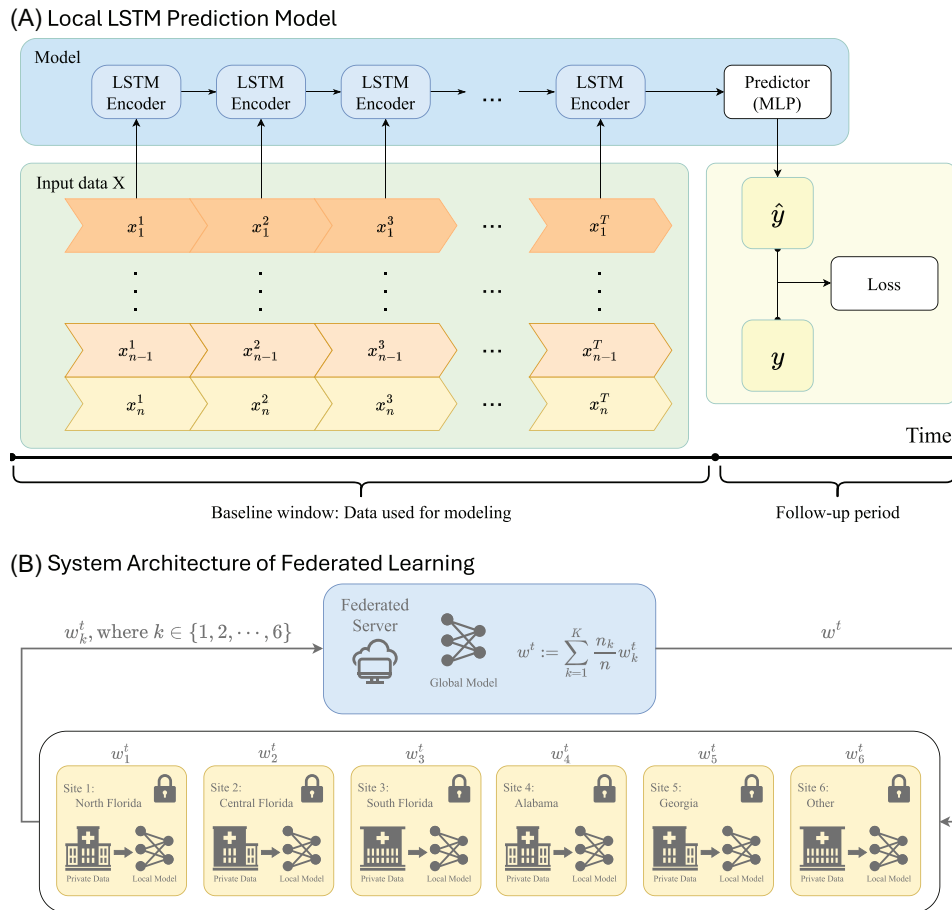 (A) Local LSTM Prediction Model
Model
LSTM Encoder
LSTM Encoder
LSTM Encoder
...
LSTM Encoder
Predictor (MLP)
Input data X
x_1^1 x_1^2 x_1^3 ... x_1^T
x_{n-1}^1 x_{n-1}^2 x_{n-1}^3 ... x_{n-1}^T
x_n^1 x_n^2 x_n^3 ... x_n^T
ŷ
Loss
y
Time
Baseline window: Data used for modeling
Follow-up period
(B) System Architecture of Federated Learning
w_k^t, where k ∈ {1, 2, ⋯, 6}
Federated
Server
Global Model
w^t := \sum_{k=1}^{K} \frac{n_k}{n} w_k^t
w^t
w_1^t w_2^t w_3^t w_4^t w_5^t w_6^t
Site 1:
North Florida
Private Data
Local Model
Site 2:
Central Florida
Private Data
Local Model
Site 3:
South Florida
Private Data
Local Model
Site 4:
Alabama
Private Data
Local Model
Site 5:
Georgia
Private Data
Local Model
Site 6:
Other
Private Data
Local Model